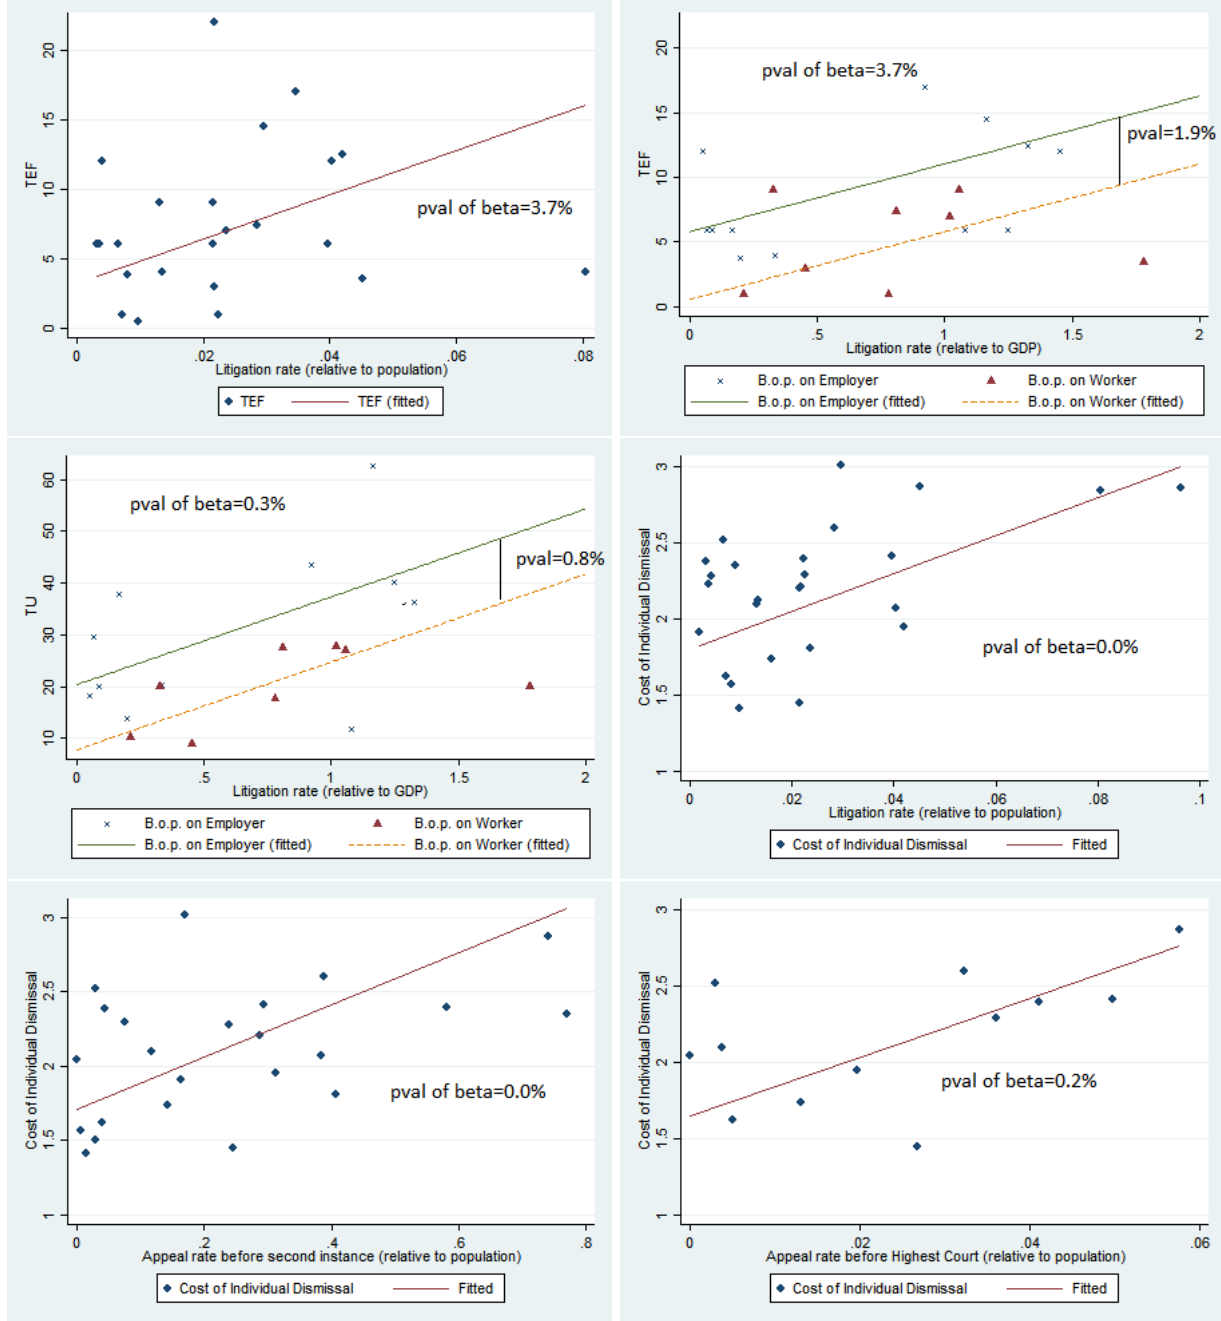 20
15
10
5
0
TEF
pval of beta=3.7%
0 .02 .04 .06 .08
Litigation rate (relative to population)
TEF TEF (fitted)
20
15
10
5
0
TEF
pval of beta=3.7%
pval=1.9%
0 .5 1 1.5 2
Litigation rate (relative to GDP)
B.o.p. on Employer B.o.p. on Worker
B.o.p. on Employer (fitted) B.o.p. on Worker (fitted)
60
50
40
30
20
10
TU
pval of beta=0.3%
pval=0.8%
0 .5 1 1.5 2
Litigation rate (relative to GDP)
B.o.p. on Employer B.o.p. on Worker
B.o.p. on Employer (fitted) B.o.p. on Worker (fitted)
3
2.5
2
1.5
1
Cost of Individual Dismissal
pval of beta=0.0%
0 .02 .04 .06 .08 .1
Litigation rate (relative to population)
Cost of Individual Dismissal Fitted
3
2.5
2
1.5
1
Cost of Individual Dismissal
pval of beta=0.0%
0 .2 .4 .6 .8
Appeal rate before second instance (relative to population)
Cost of Individual Dismissal Fitted
3
2.5
2
1.5
1
Cost of Individual Dismissal
pval of beta=0.2%
0 .02 .04 .06
Appeal rate before Highest Court (relative to population)
Cost of Individual Dismissal Fitted